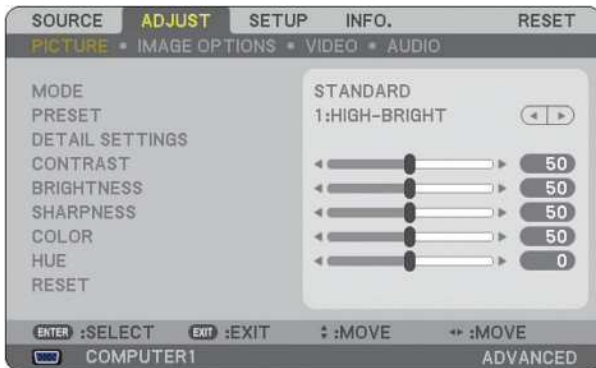 SOURCE ADJUST SETUP INFO. RESET
PICTURE • IMAGE OPTIONS • VIDEO • AUDIO
MODE STANDARD
PRESET 1:HIGH-BRIGHT
DETAIL SETTINGS
CONTRAST 50
BRIGHTNESS 50
SHARPNESS 50
COLOR 50
HUE 0
RESET
ENTER :SELECT EXIT :EXIT :MOVE :MOVE
COMPUTER1 ADVANCED